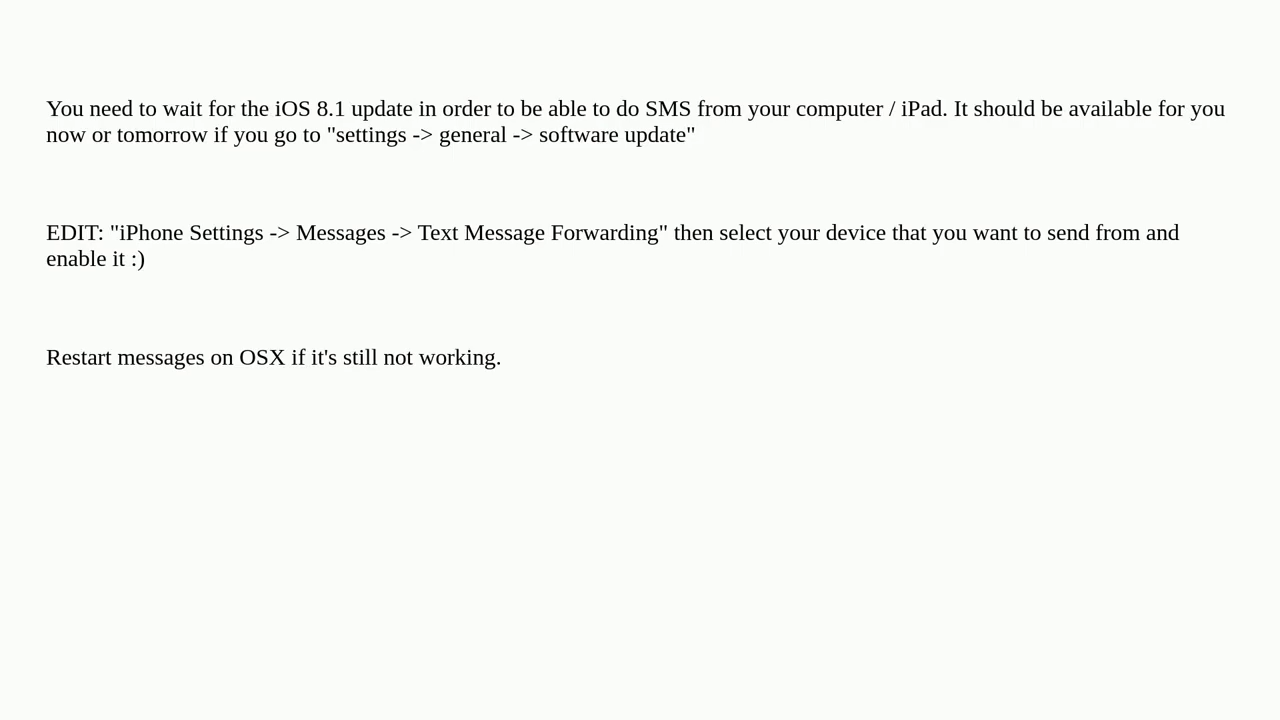 You need to wait for the iOS 8.1 update in order to be able to do SMS from your computer / iPad. It should be available for you
now or tomorrow if you go to "settings -> general -> software update"
EDIT: "iPhone Settings -> Messages -> Text Message Forwarding" then select your device that you want to send from and
enable it :)
Restart messages on OSX if it's still not working.